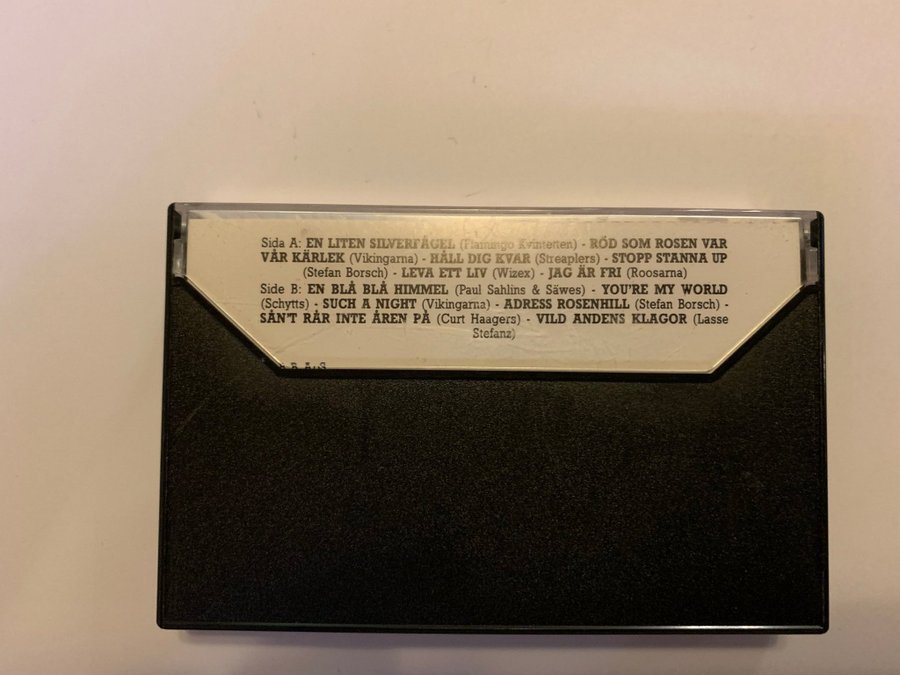 Sida A: EN LITEN SILVERFÅGEL (Flamingo Kvintetten) - RÖD SOM ROSEN VAR
VÅR KÄRLEK (Vikingarna) - HÅLL DIG KVAR (Streaplers) - STOPP STANNA UP
(Stefan Borsch) - LEVA ETT LIV (Wizex) - JAG ÄR FRI (Roosarna)
Side B: EN BLÅ BLÅ HIMMEL (Paul Sahlins & Säwes) - YOU'RE MY WORLD
(Schytts) - SUCH A NIGHT (Vikingarna) - ADRESS ROSENHILL (Stefan Borsch) -
SÅN'T RÅR INTE ÅREN PÅ (Curt Haagers) - VILD ANDENS KLAGOR (Lasse
Stefanz)